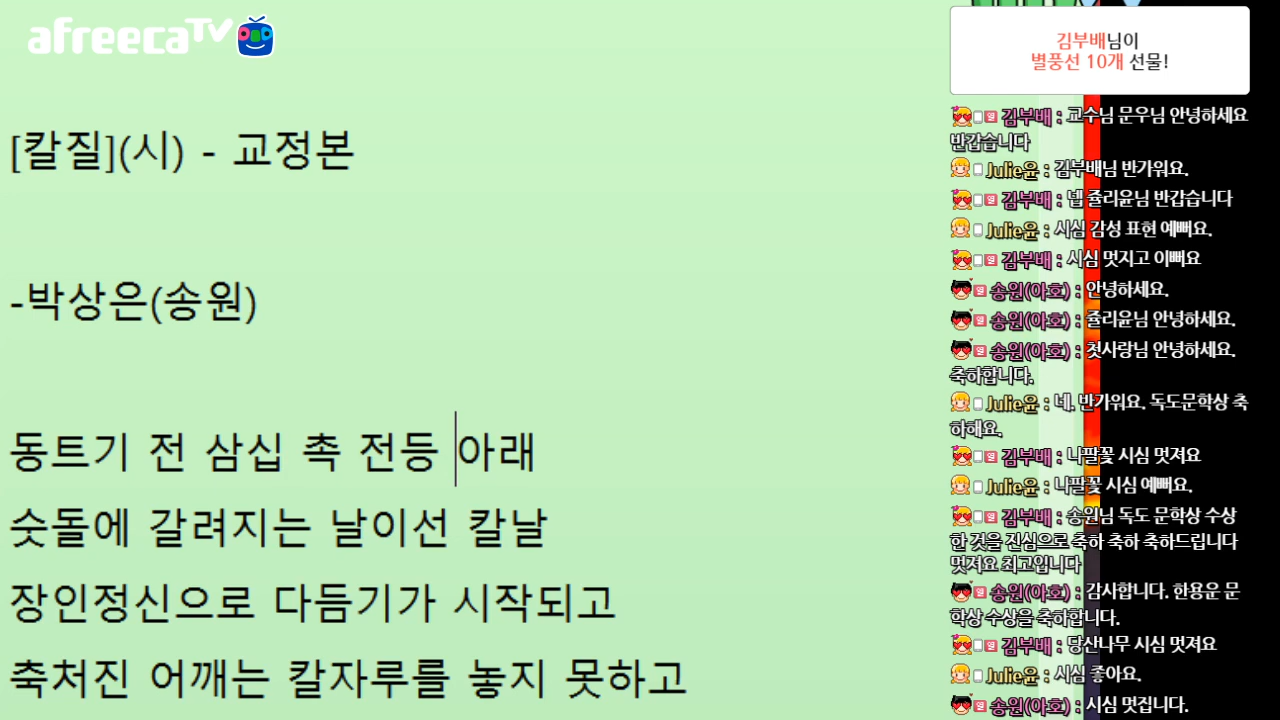 afreecaTV
[칼질](시) - 교정본
-박상은(송원)
동트기 전 삼십 촉 전등 아래
숫돌에 갈려지는 날이선 칼날
장인정신으로 다듬기가 시작되고
축처진 어깨는 칼자루를 놓지 못하고
김부배님이
별풍선 10개 선물!
김부배 : 교수님 문우님 안녕하세요
반갑습니다
Julie윤 : 김부배님 반가워요.
김부배 : 넵 쥴리윤님 반갑습니다
Julie윤 : 시심 감성 표현 예뻐요.
김부배 : 시심 멋지고 이뻐요
송원(아호) : 안녕하세요.
송원(아호) : 쥴리윤님 안녕하세요.
송원(아호) : 첫사랑님 안녕하세요.
축하합니다.
Julie윤 : 네. 반가워요. 독도문학상 축
하해요.
김부배 : 나팔꽃 시심 멋져요
Julie윤 : 나팔꽃 시심 예뻐요.
김부배 : 송원님 독도 문학상 수상
한 것을 진심으로 축하 축하 축하드립니다
멋져요 최고입니다
송원(아호) : 감사합니다. 한용운 문
학상 수상을 축하합니다.
김부배 : 당산나무 시심 멋져요
Julie윤 : 시심 좋아요.
송원(아호) : 시심 멋집니다.